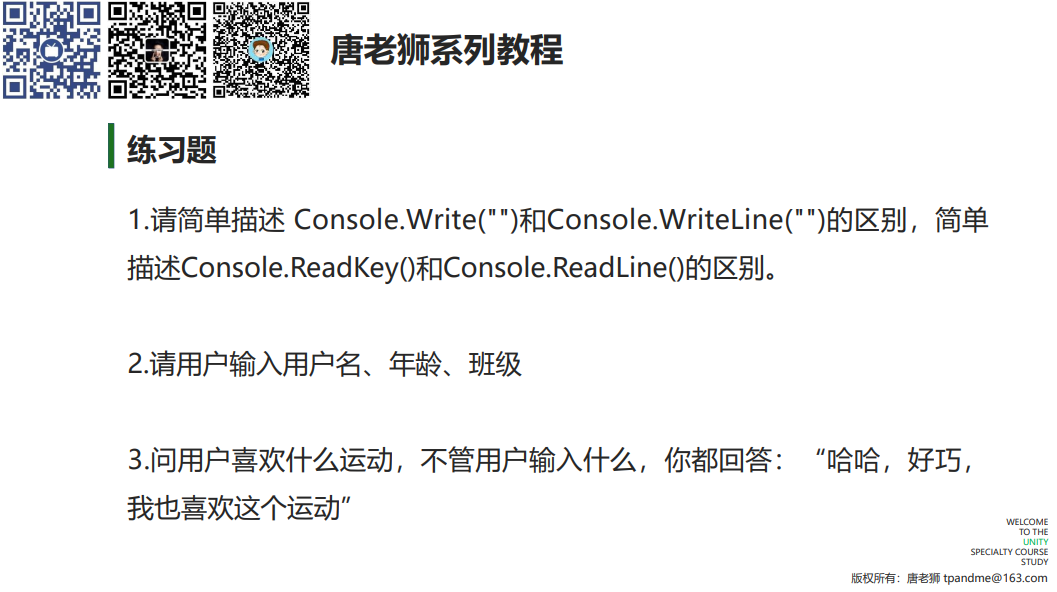 唐老狮系列教程
练习题
1.请简单描述 Console.Write("")和Console.WriteLine("")的区别，简单
描述Console.ReadKey()和Console.ReadLine()的区别。
2.请用户输入用户名、年龄、班级
3.问用户喜欢什么运动，不管用户输入什么，你都回答：“哈哈，好巧，
我也喜欢这个运动”
WELCOME
TO THE
UNITY
SPECIALTY COURSE
STUDY
版权所有：唐老狮 tpandme@163.com